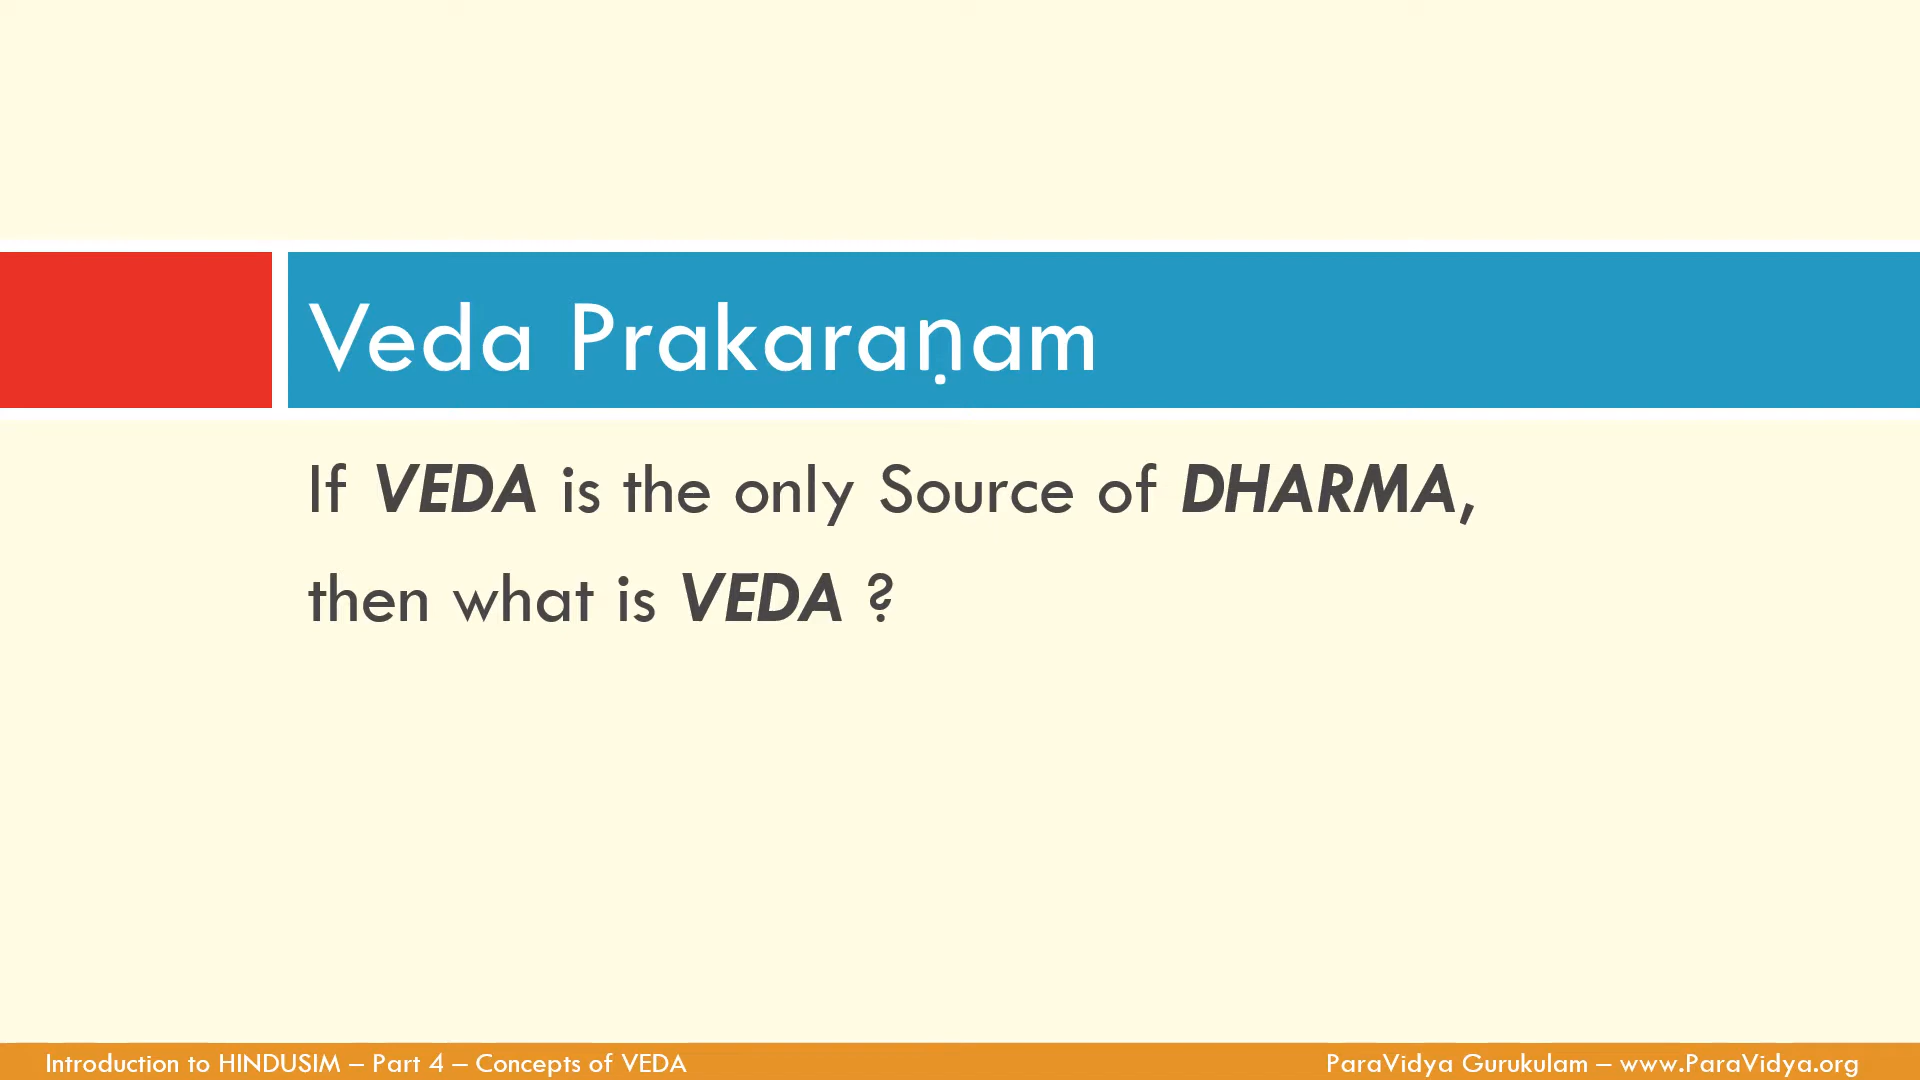 Veda Prakaraṇam
If VEDA is the only Source of DHARMA,
then what is VEDA ?
Introduction to HINDUSIM – Part 4 – Concepts of VEDA
ParaVidya Gurukulam – www.ParaVidya.org